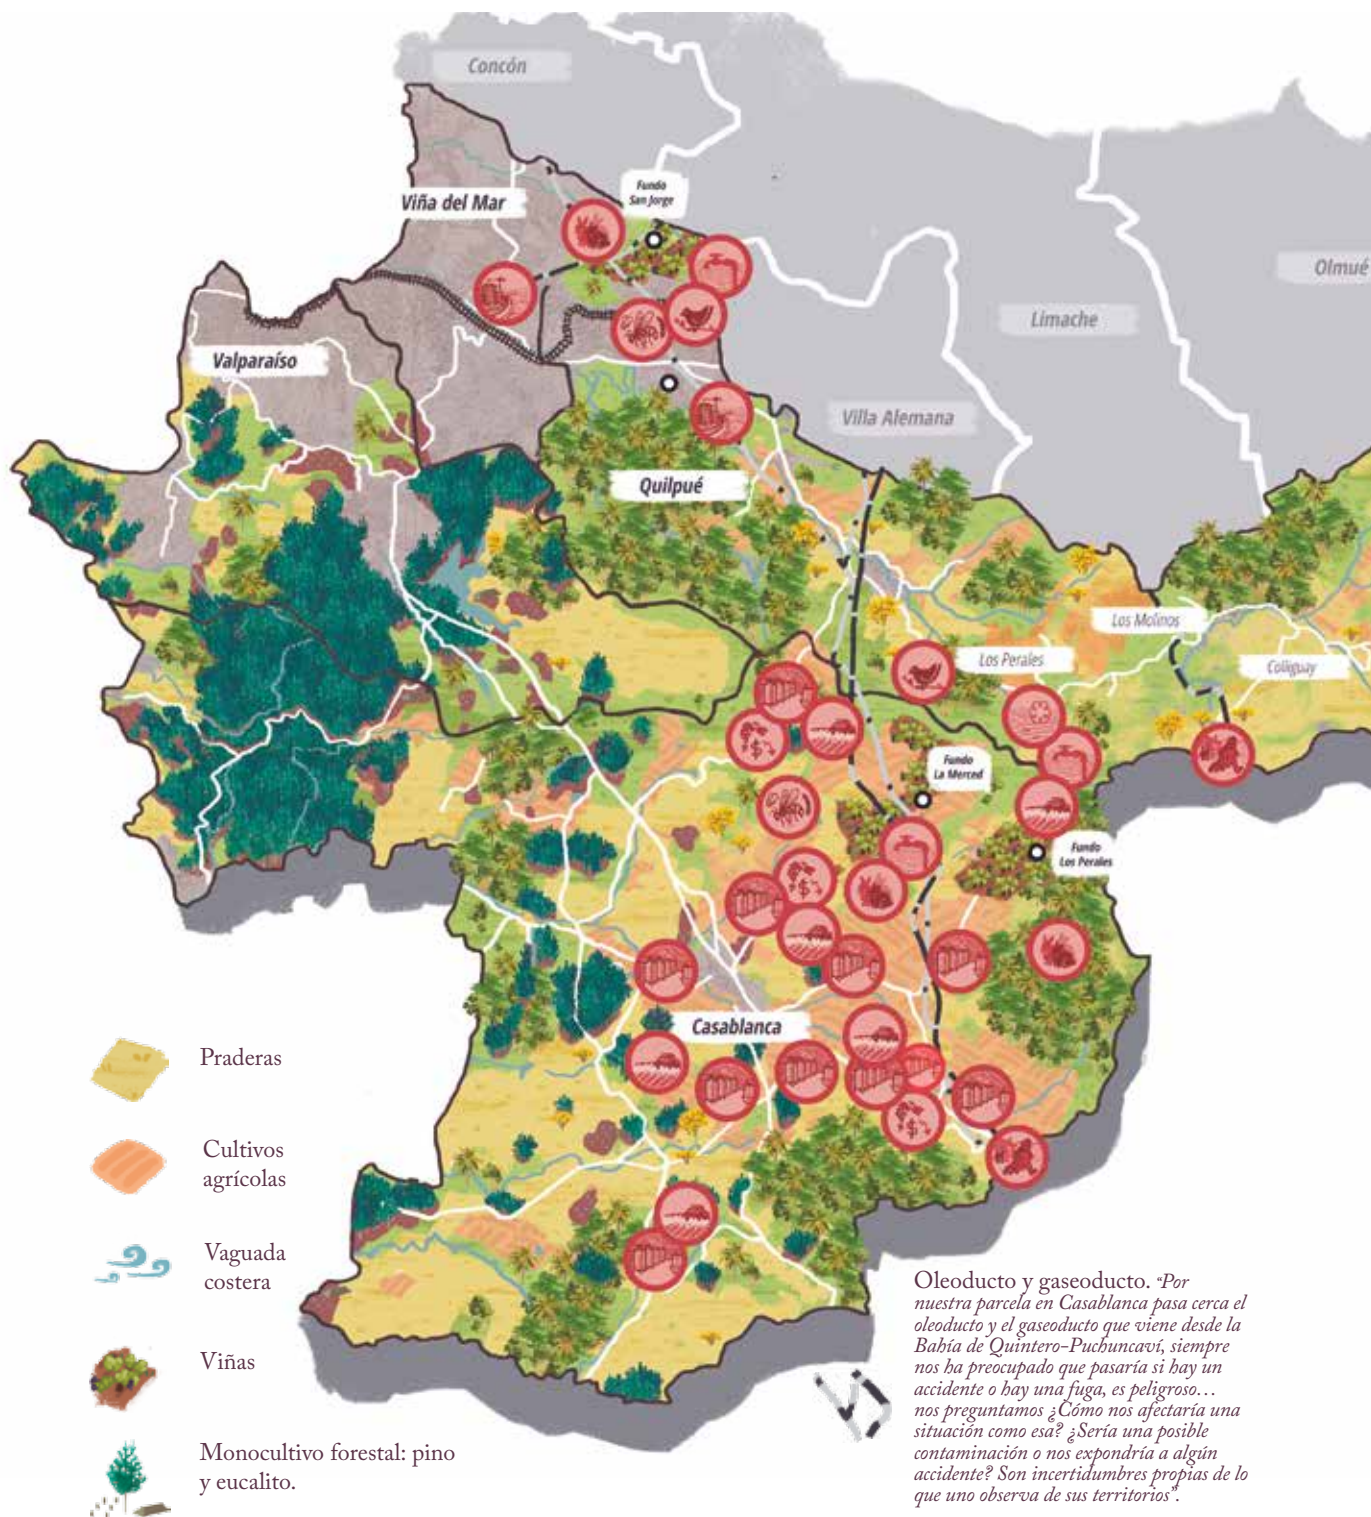 Concón
Fundo
San Jorge
Viña del Mar
Olmué
Limache
Valparaíso
Villa Alemana
Quilpué
Los Molinos
Los Perales
Colliguay
Fundo
La Merced
Fundo
Los Perales
Casablanca
Praderas
Cultivos
agrícolas
Vaguada
costera
Viñas
Monocultivo forestal: pino
y eucalito.
Oleoducto y gaseoducto. “Por
nuestra parcela en Casablanca pasa cerca el
oleoducto y el gaseoducto que viene desde la
Bahía de Quintero-Puchuncaví, siempre
nos ha preocupado que pasaría si hay un
accidente o hay una fuga, es peligroso…
nos preguntamos ¿Cómo nos afectaría una
situación como esa? ¿Sería una posible
contaminación o nos expondría a algún
accidente? Son incertidumbres propias de lo
que uno observa de sus territorios”.